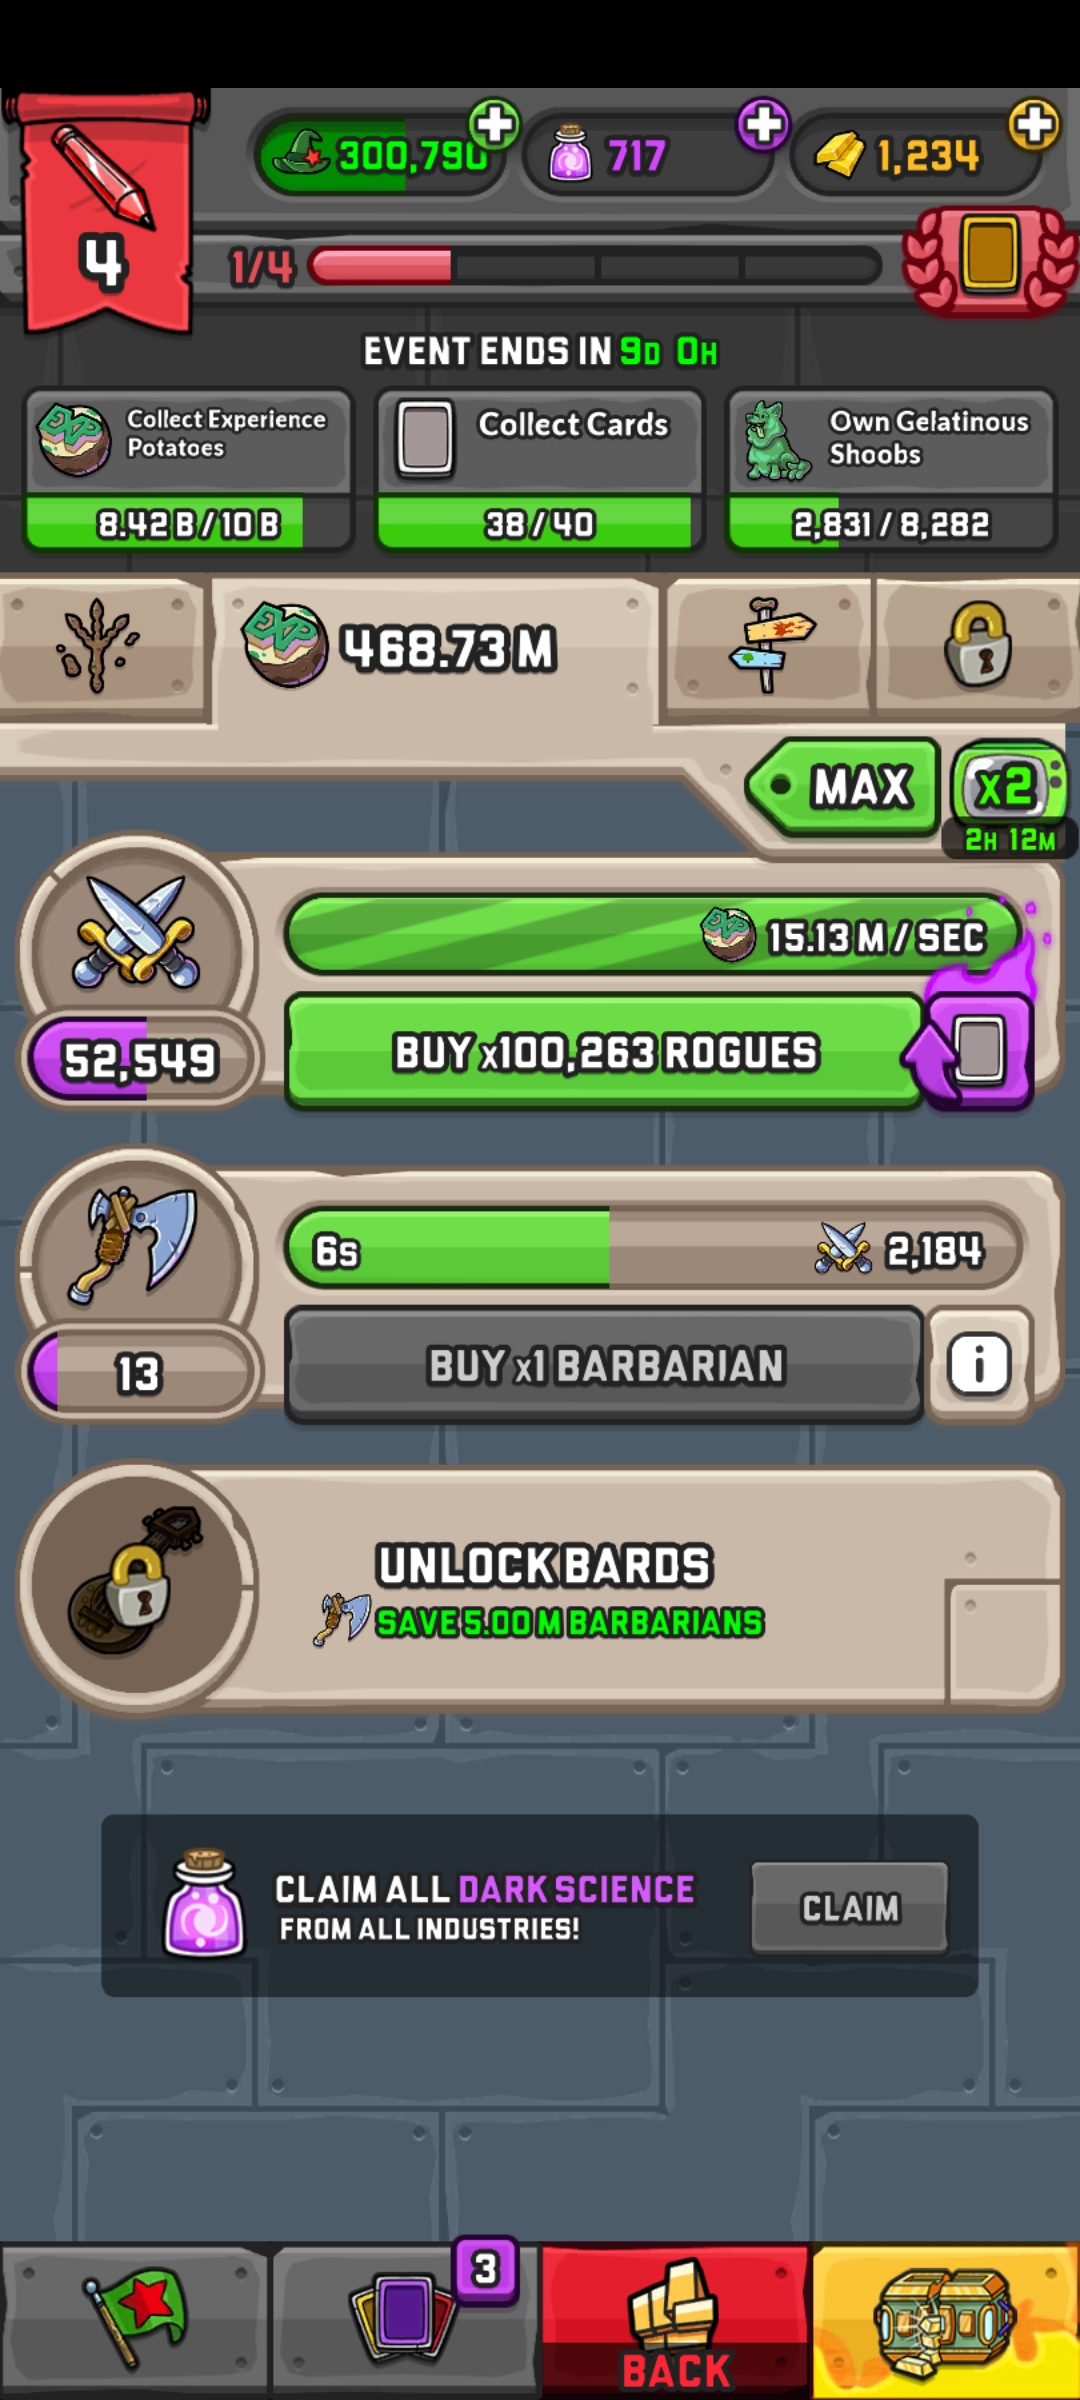 300,790
717
1,234
4
1/4
EVENT ENDS IN 9D 0H
Collect Experience
Potatoes
8.42 B / 10 B
Collect Cards
38 / 40
Own Gelatinous
Shoobs
2,831 / 8,282
EXP
468.73 M
MAX
x2
2H 12M
15.13 M / SEC
52,549
BUY x100,263 ROGUES
6s
2,184
13
BUY x1 BARBARIAN
i
UNLOCK BARDS
SAVE 5.00 M BARBARIANS
CLAIM ALL DARK SCIENCE
FROM ALL INDUSTRIES!
CLAIM
3
BACK